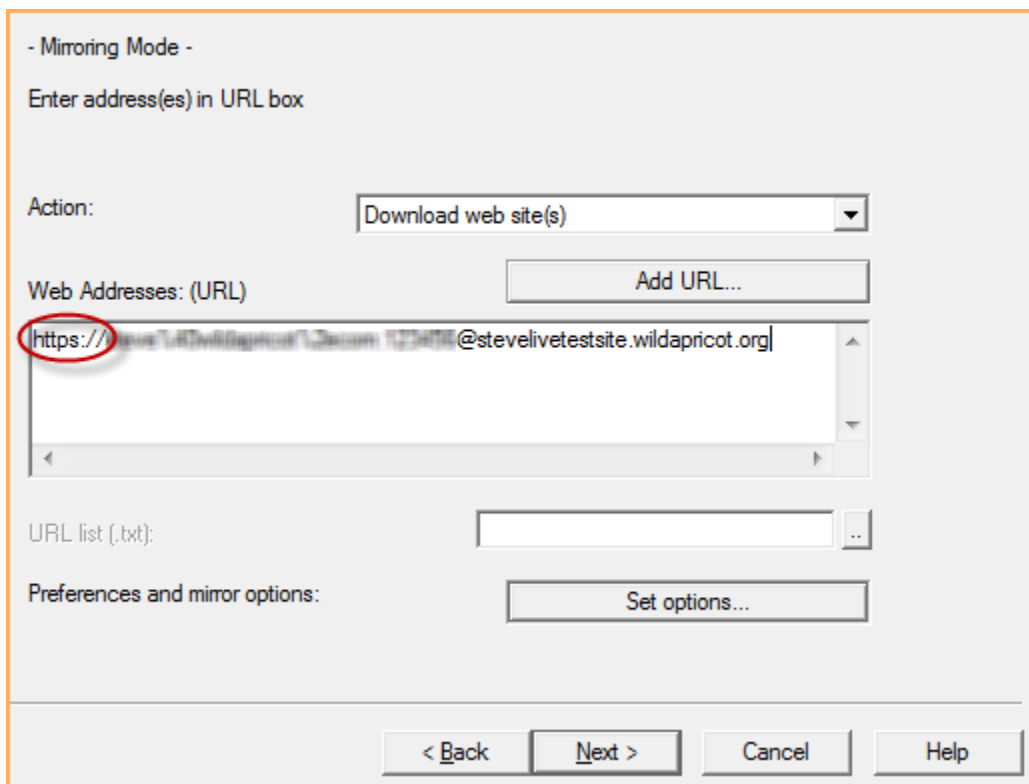 - Mirroring Mode -
Enter address(es) in URL box
Action:
Download web site(s)
Web Addresses: (URL)
Add URL...
https://
@stevelivetestsite.wildapricot.org
URL list (.txt):
..
Preferences and mirror options:
Set options...
< Back
Next >
Cancel
Help